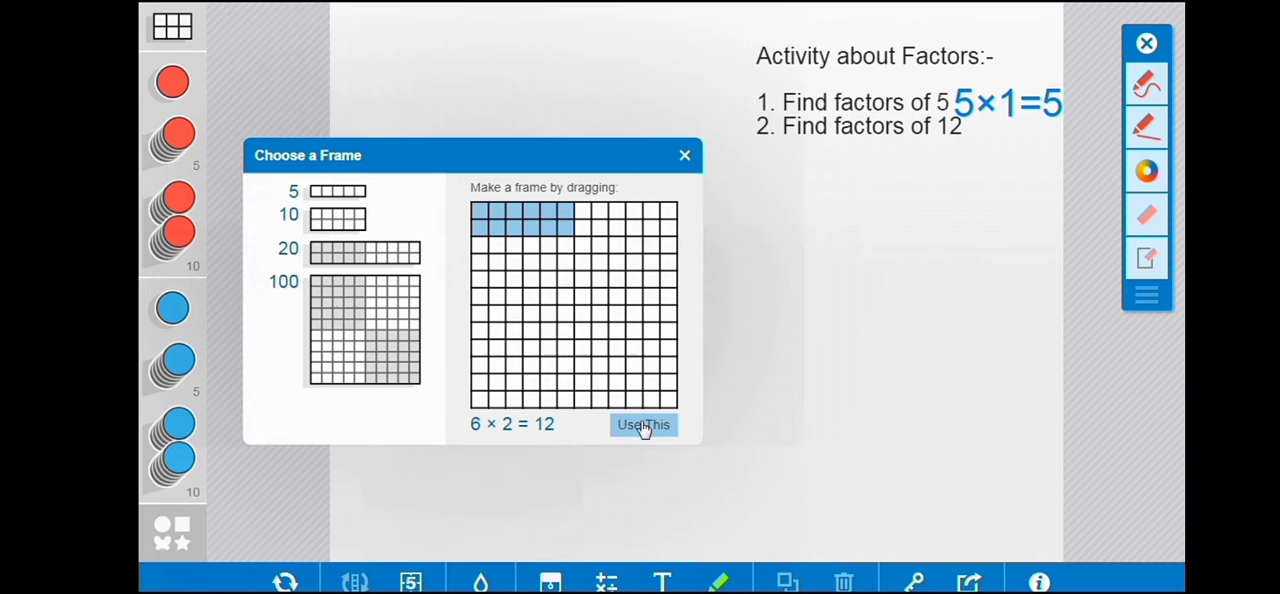 Activity about Factors:-
1. Find factors of 5 5×1=5
2. Find factors of 12
Choose a Frame
5
10
20
100
Make a frame by dragging:
6 × 2 = 12
Use This
5
10
5
10
5
T